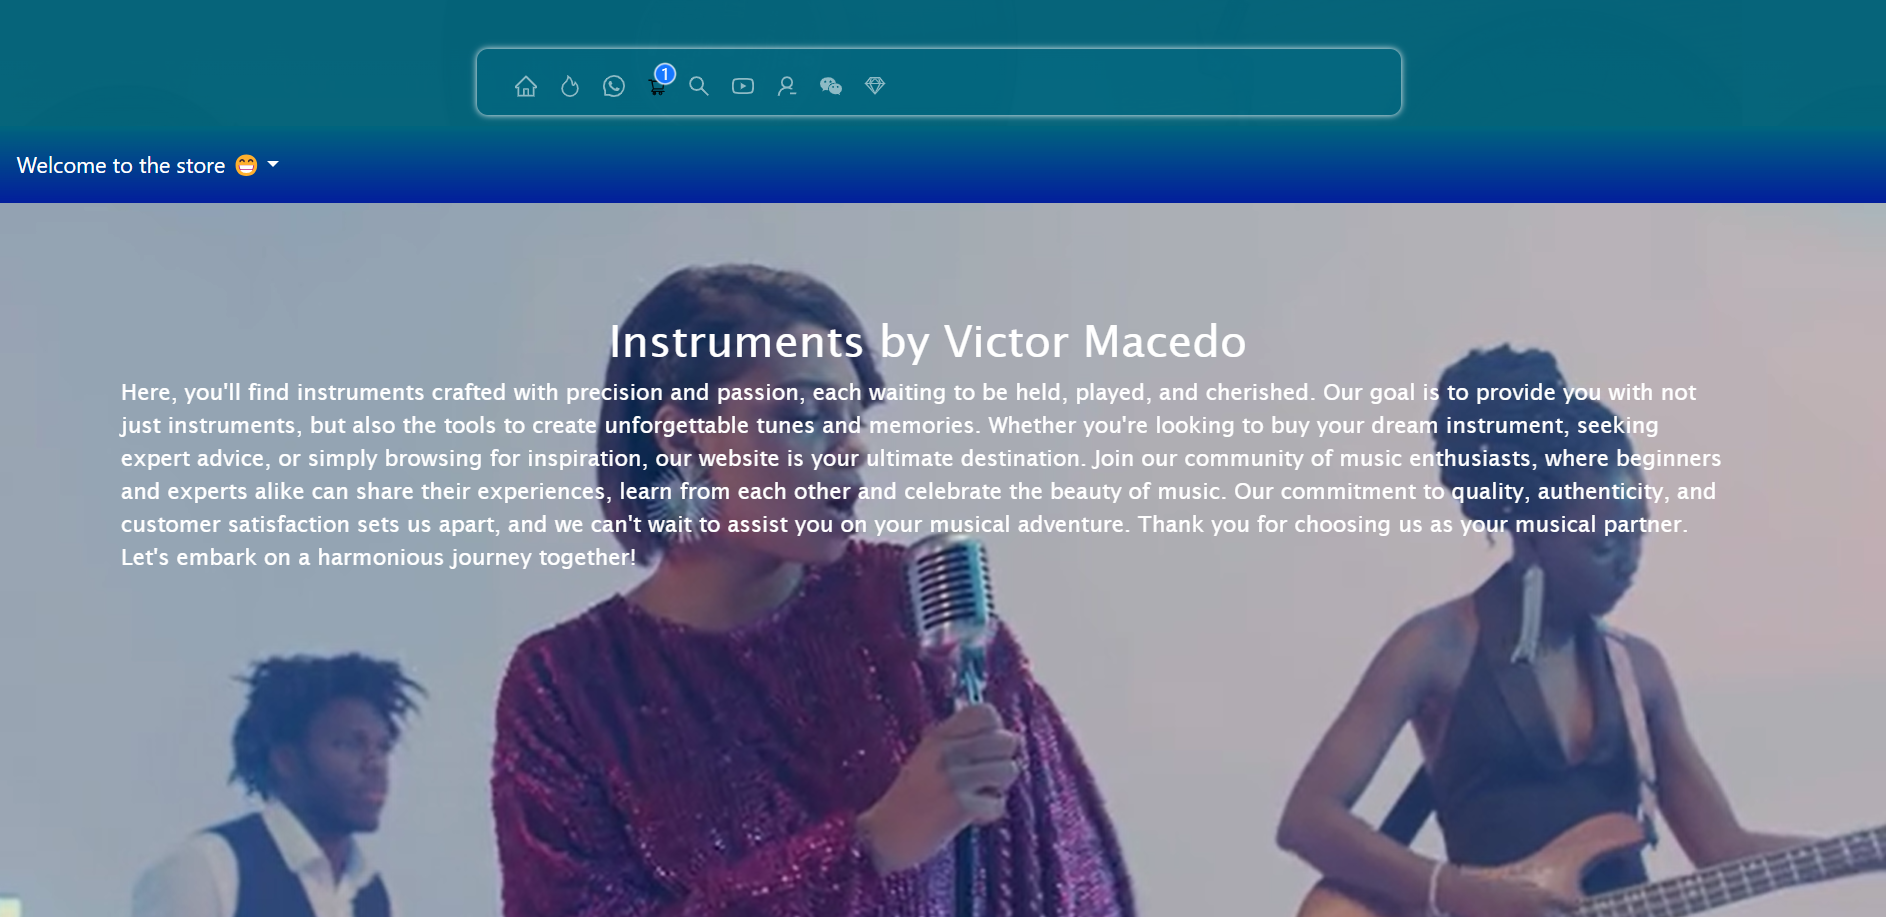 1
Welcome to the store 😁
Instruments by Victor Macedo
Here, you'll find instruments crafted with precision and passion, each waiting to be held, played, and cherished. Our goal is to provide you with not
just instruments, but also the tools to create unforgettable tunes and memories. Whether you're looking to buy your dream instrument, seeking
expert advice, or simply browsing for inspiration, our website is your ultimate destination. Join our community of music enthusiasts, where beginners
and experts alike can share their experiences, learn from each other and celebrate the beauty of music. Our commitment to quality, authenticity, and
customer satisfaction sets us apart, and we can't wait to assist you on your musical adventure. Thank you for choosing us as your musical partner.
Let's embark on a harmonious journey together!